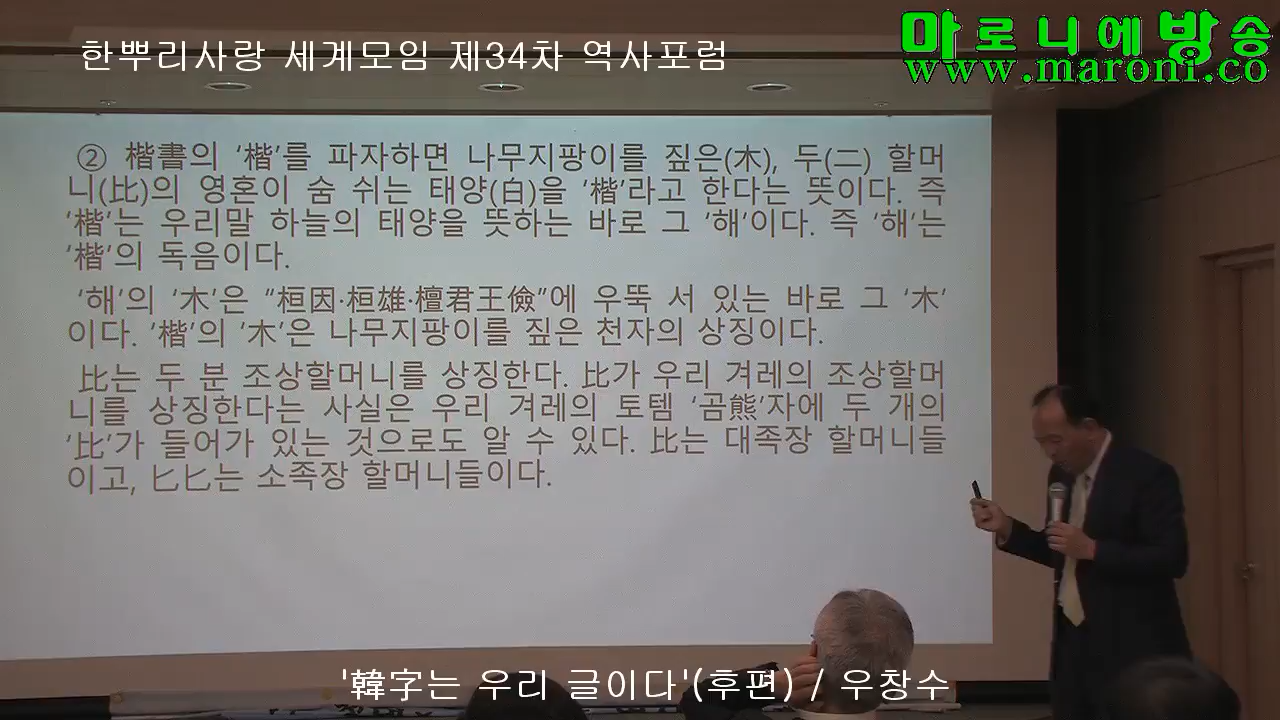 한뿌리사랑 세계모임 제34차 역사포럼
마로니에방송
www.maroni.co
② 楷書의 ‘楷’를 파자하면 나무지팡이를 짚은(木), 두(二) 할머
니(比)의 영혼이 숨 쉬는 태양(白)을 ‘楷’라고 한다는 뜻이다. 즉
‘楷’는 우리말 하늘의 태양을 뜻하는 바로 그 ‘해’이다. 즉 ‘해’는
‘楷’의 독음이다.
‘해’의 ‘木’은 “桓因·桓雄·檀君王儉”에 우뚝 서 있는 바로 그 ‘木’
이다. ‘楷’의 ‘木’은 나무지팡이를 짚은 천자의 상징이다.
比는 두 분 조상할머니를 상징한다. 比가 우리 겨레의 조상할머
니를 상징한다는 사실은 우리 겨레의 토템 ‘곰熊’자에 두 개의
‘比’가 들어가 있는 것으로도 알 수 있다. 比는 대족장 할머니들
이고, 匕匕는 소족장 할머니들이다.
'韓字는 우리 글이다'(후편) / 우창수